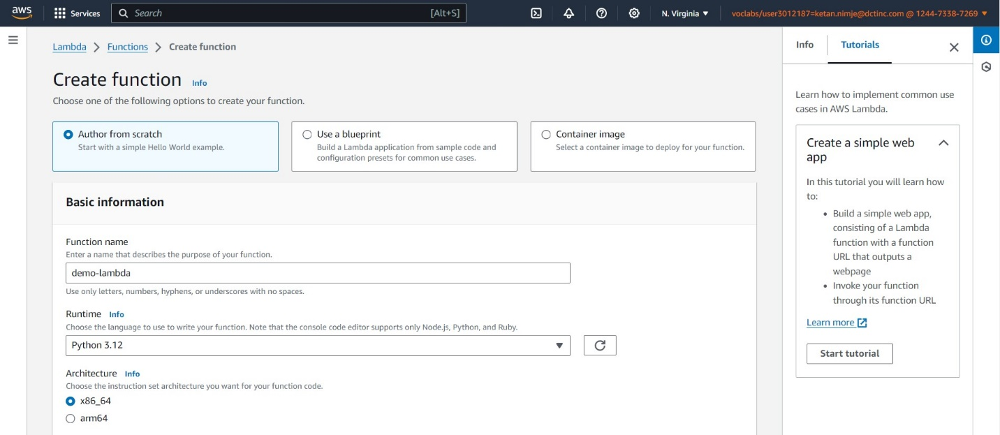 aws
Services
Search
[Alt+S]
N. Virginia
voclabs/user3012187=ketan.nimje@dctinc.com @ 1244-7338-7269
Lambda > Functions > Create function
Create function Info
Choose one of the following options to create your function.
Author from scratch
Start with a simple Hello World example.
Use a blueprint
Build a Lambda application from sample code and
configuration presets for common use cases.
Container image
Select a container image to deploy for your function.
Basic information
Function name
Enter a name that describes the purpose of your function.
demo-lambda
Use only letters, numbers, hyphens, or underscores with no spaces.
Runtime Info
Choose the language to use to write your function. Note that the console code editor supports only Node.js, Python, and Ruby.
Python 3.12
Architecture Info
Choose the instruction set architecture you want for your function code.
x86_64
arm64
Info
Tutorials
Learn how to implement common use
cases in AWS Lambda.
Create a simple web
app
In this tutorial you will learn how
to:
• Build a simple web app,
consisting of a Lambda
function with a function
URL that outputs a
webpage
• Invoke your function
through its function URL
Learn more
Start tutorial